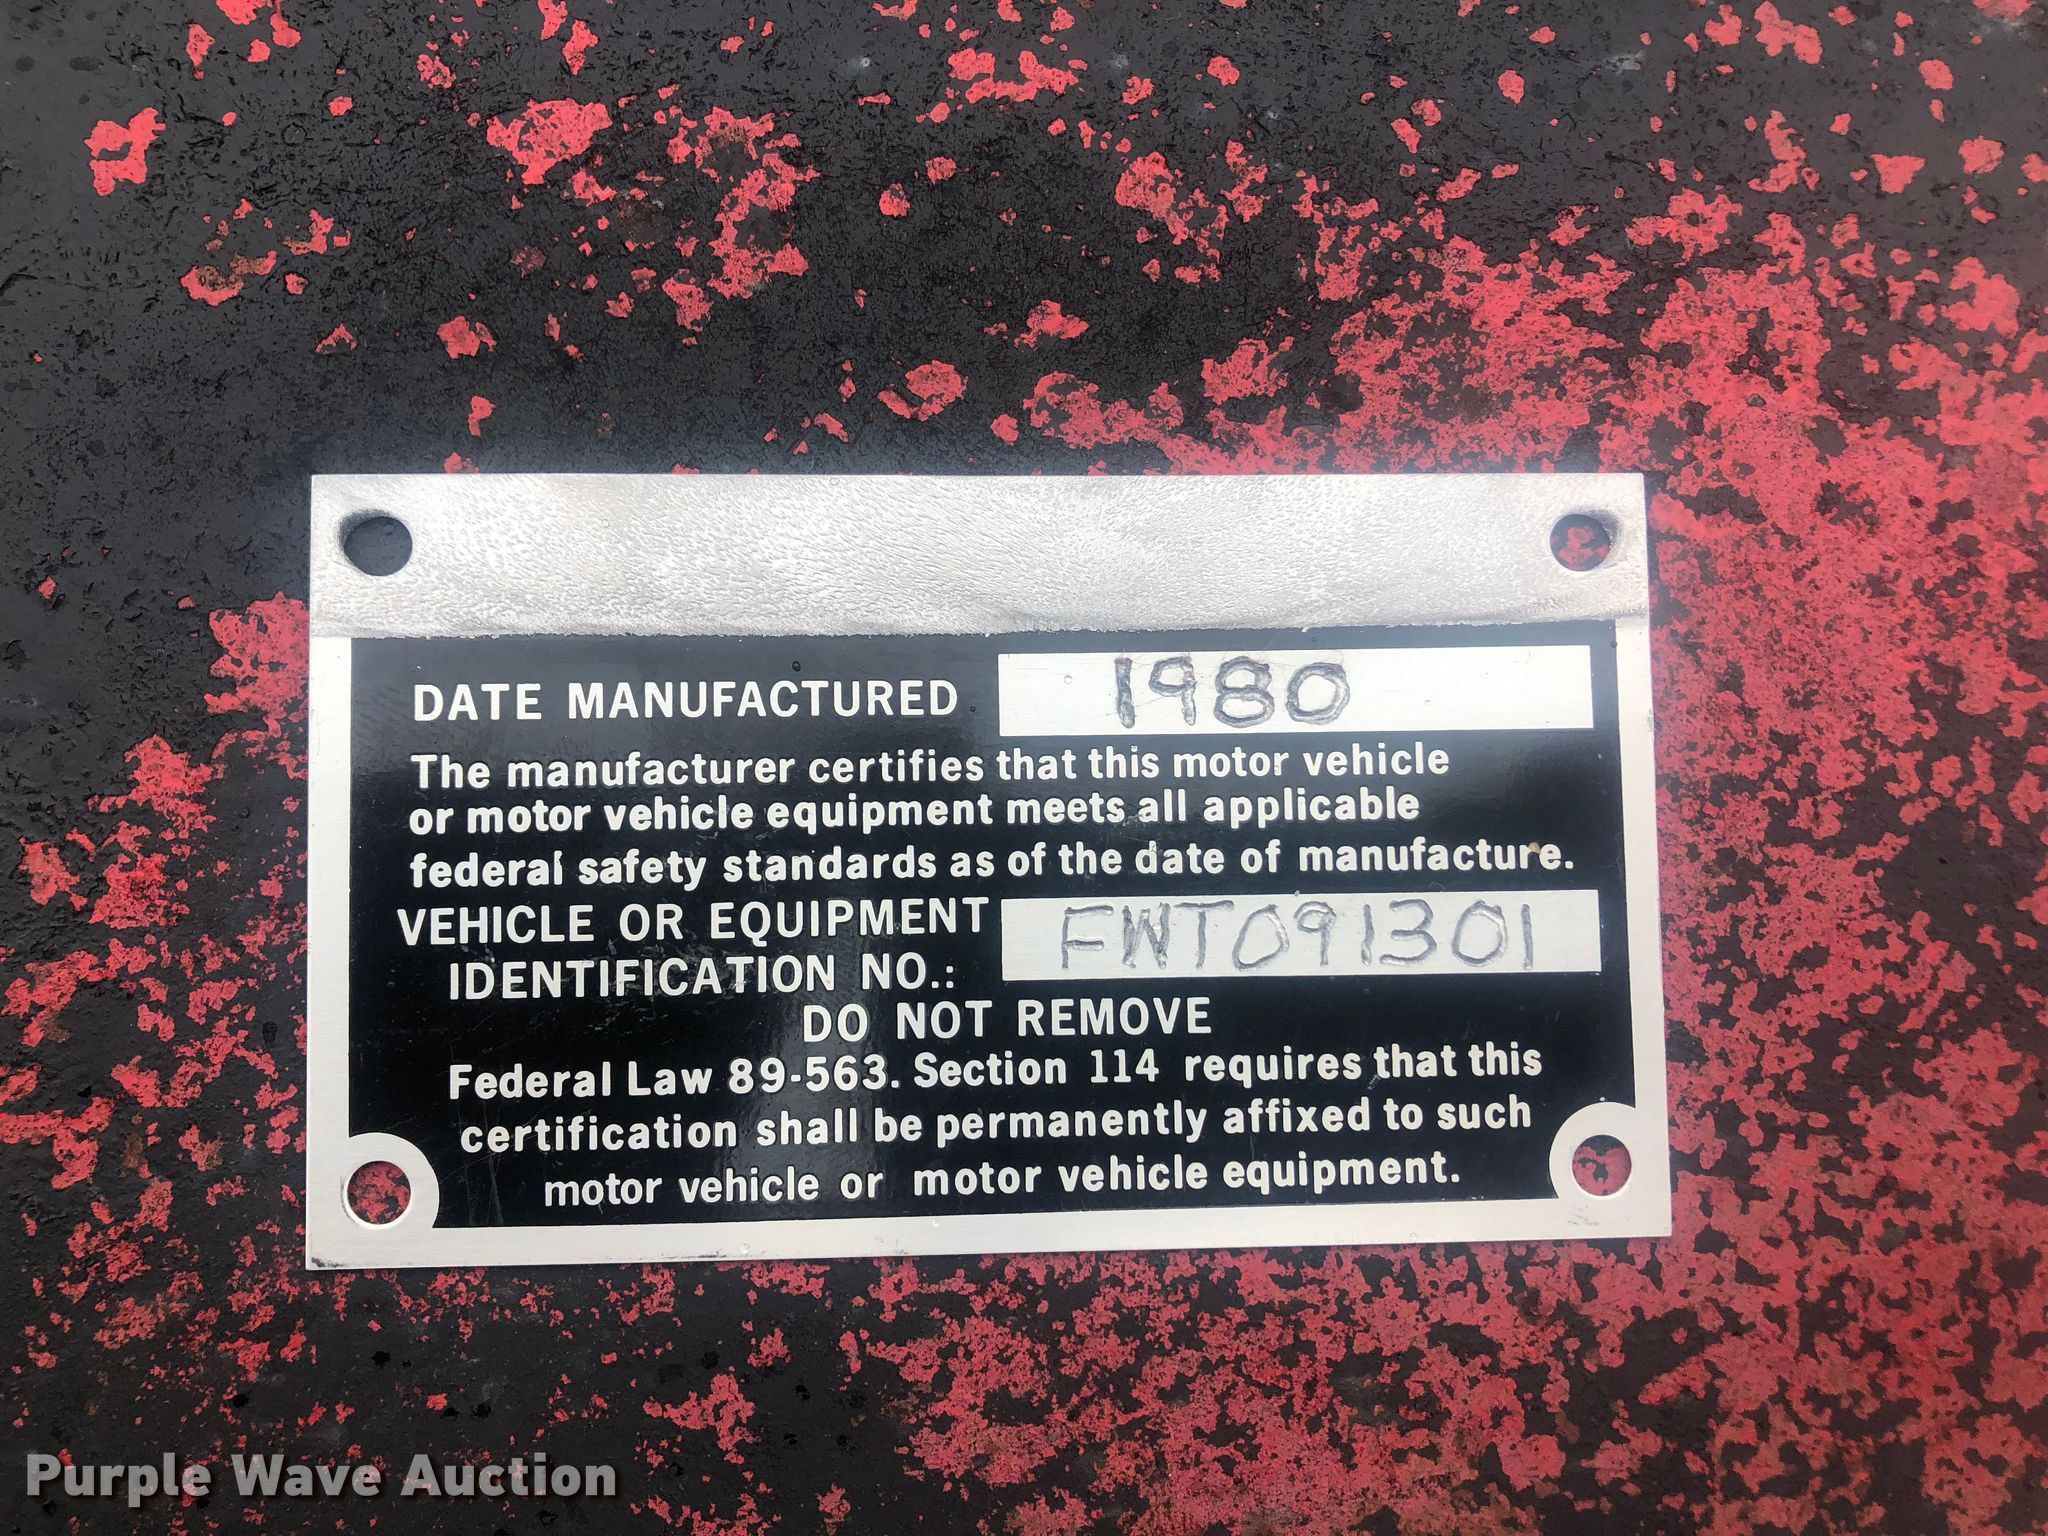 DATE MANUFACTURED 1980
The manufacturer certifies that this motor vehicle
or motor vehicle equipment meets all applicable
federal safety standards as of the date of manufacture.
VEHICLE OR EQUIPMENT
IDENTIFICATION NO.: FWT091301
DO NOT REMOVE
Federal Law 89-563. Section 114 requires that this
certification shall be permanently affixed to such
motor vehicle or motor vehicle equipment.
Purple Wave Auction